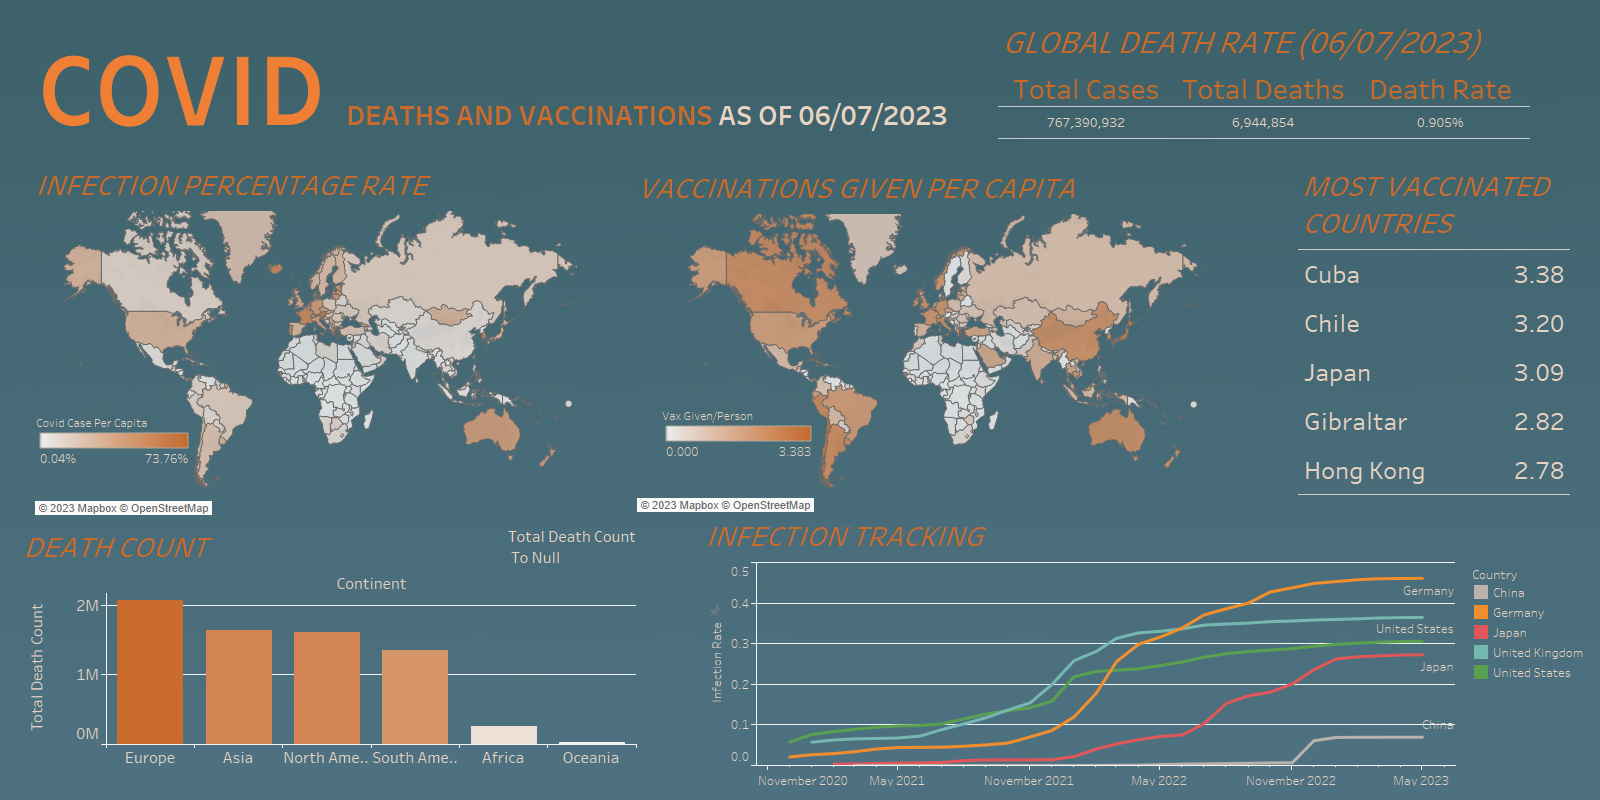 COVID DEATHS AND VACCINATIONS AS OF 06/07/2023
GLOBAL DEATH RATE (06/07/2023)
Total Cases Total Deaths Death Rate
767,390,932 6,944,854 0.905%
INFECTION PERCENTAGE RATE
Covid Case Per Capita
0.04% 73.76%
© 2023 Mapbox © OpenStreetMap
VACCINATIONS GIVEN PER CAPITA
Vax Given/Person
0.000 3.383
© 2023 Mapbox © OpenStreetMap
MOST VACCINATED
COUNTRIES
Cuba 3.38
Chile 3.20
Japan 3.09
Gibraltar 2.82
Hong Kong 2.78
DEATH COUNT
Total Death Count
To Null
Continent
Total Death Count
2M
1M
0M
Europe Asia North Ame.. South Ame.. Africa Oceania
INFECTION TRACKING
Infection Rate
0.5
0.4
0.3
0.2
0.1
0.0
Germany
United States
Japan
China
November 2020 May 2021 November 2021 May 2022 November 2022 May 2023
Country
China
Germany
Japan
United Kingdom
United States